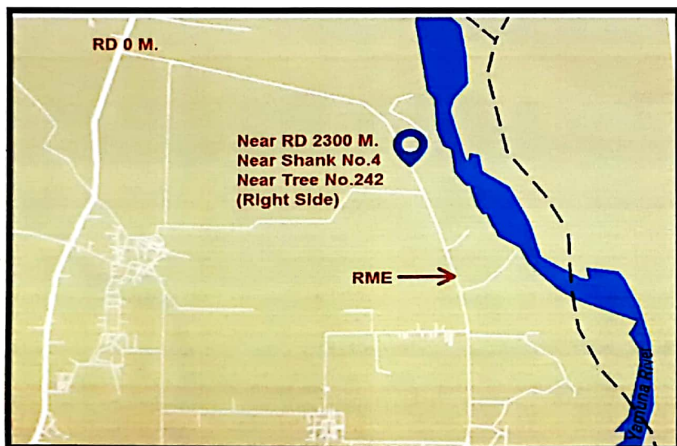 RD 0 M.
Near RD 2300 M.
Near Shank No.4
Near Tree No.242
(Right Side)
RME
Yamuna River